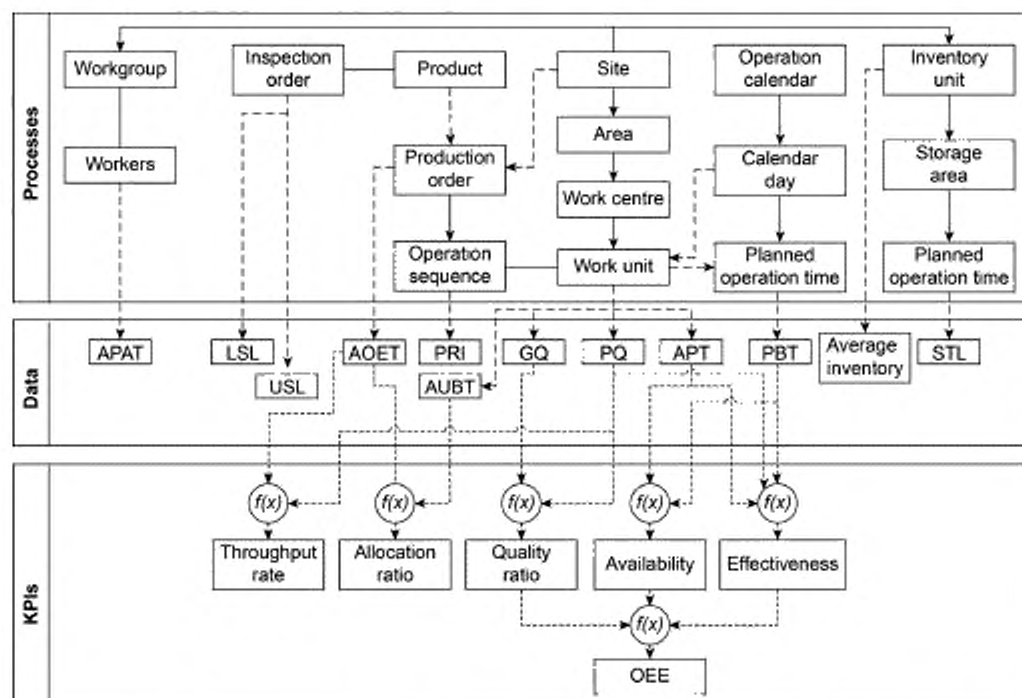 Processes
Workgroup
Inspection
order
Product
Site
Operation
calendar
Inventory
unit
Workers
Production
order
Area
Calendar
day
Storage
area
Work centre
Operation
sequence
Work unit
Planned
operation time
Planned
operation time
Data
APAT
LSL
AOET
PRI
GQ
PQ
APT
PBT
Average
inventory
STL
USL
AUBT
KPIs
f(x)
f(x)
f(x)
f(x)
f(x)
Throughput
rate
Allocation
ratio
Quality
ratio
Availability
Effectiveness
f(x)
OEE